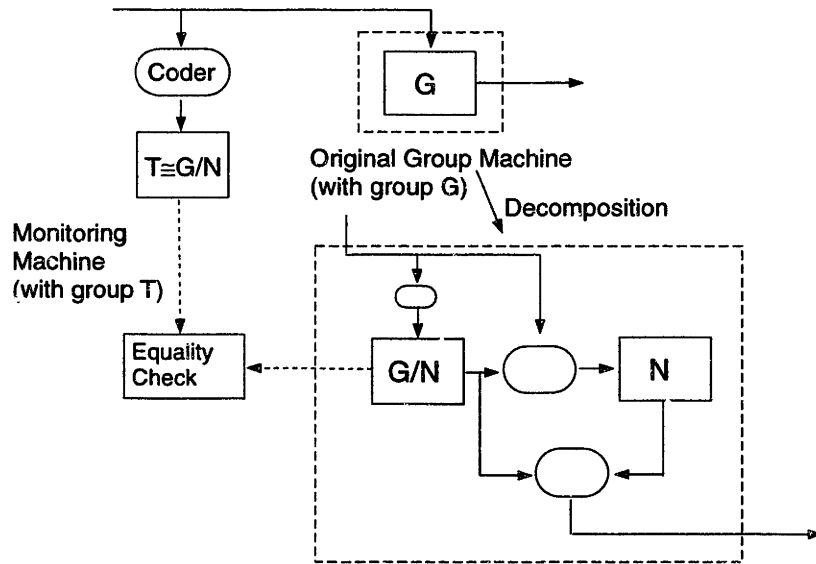 Coder
G
T≅G/N
Original Group Machine
(with group G)
Decomposition
Monitoring
Machine
(with group T)
Equality
Check
G/N
N